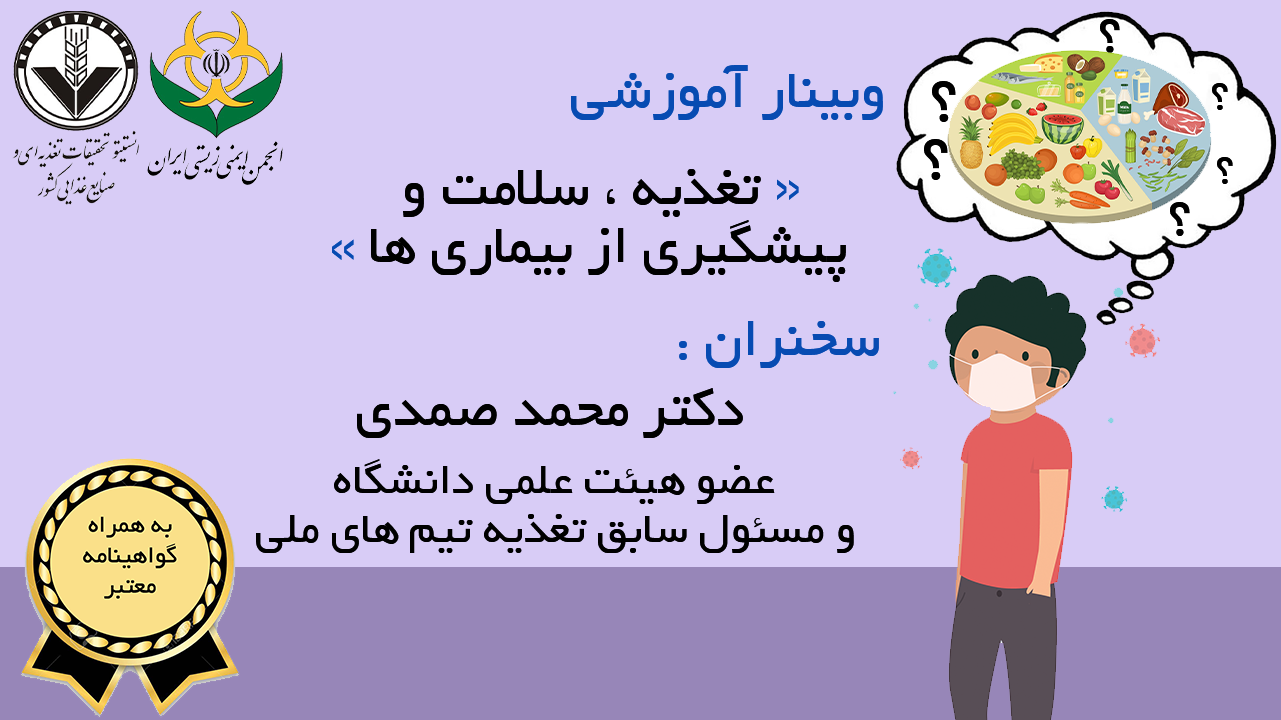 وبینار آموزشی
« تغذیه ، سلامت و
پیشگیری از بیماری ها »
سخنران :
دکتر محمد صمدی
عضو هیئت علمی دانشگاه
و مسئول سابق تغذیه تیم های ملی
انجمن ایمنی زیستی ایران
انستیتو تحقیقات تغذیه ای و
صنایع غذایی کشور
به همراه
گواهینامه
معتبر
؟
؟
؟
؟
؟
؟